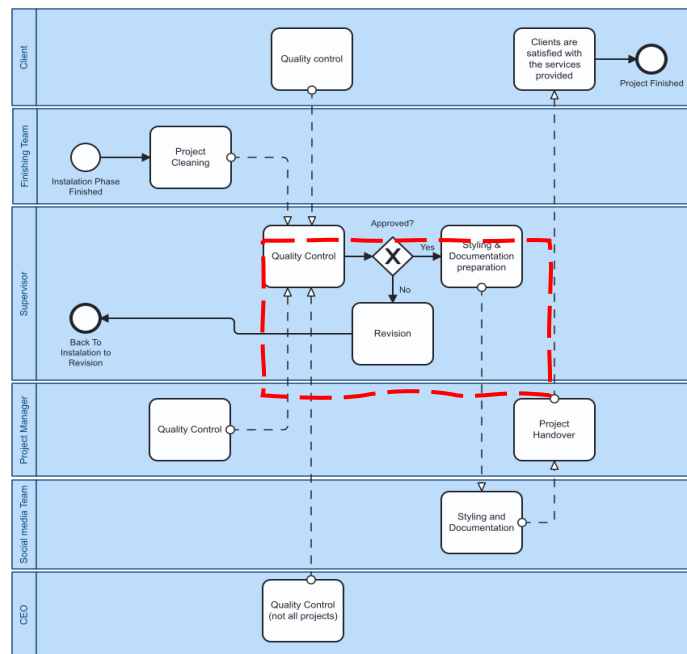 Client
Quality control
Clients are
satisfied with
the services
provided
Project Finished
Finishing Team
Instalation Phase
Finished
Project
Cleaning
Supervisor
Quality Control
Approved?
Yes
No
Styling &
Documentation
preparation
Revision
Back To
Instalation to
Revision
Project Manager
Quality Control
Project
Handover
Social media Team
Styling and
Documentation
CEO
Quality Control
(not all projects)